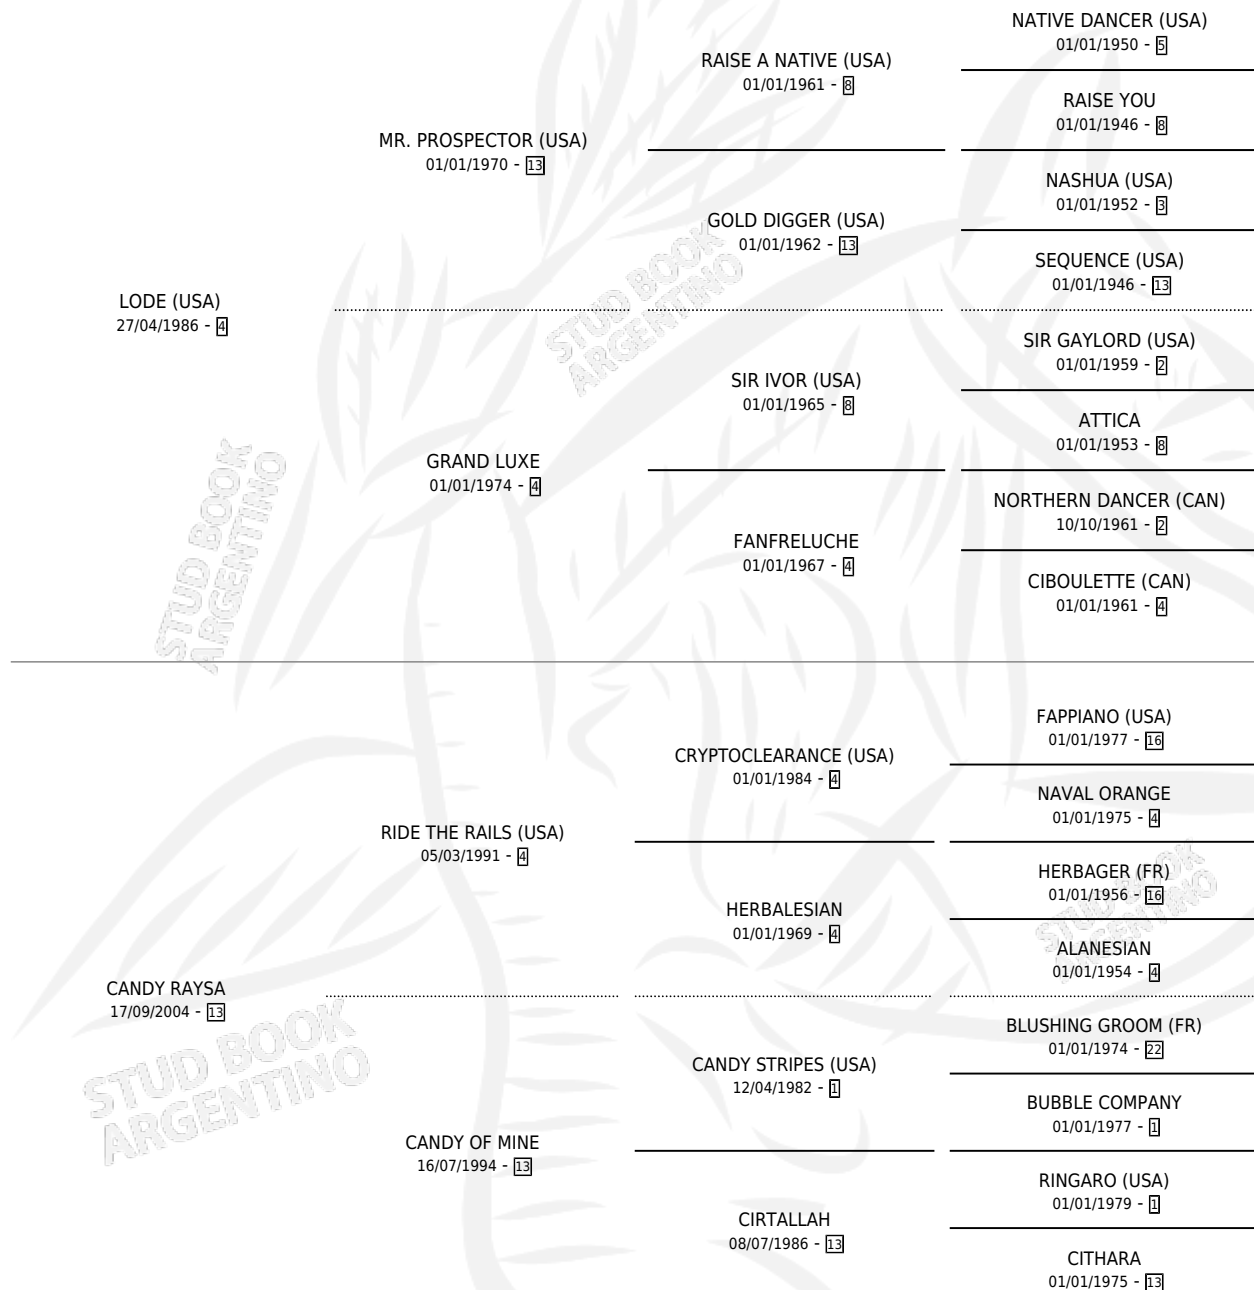 NATIVE DANCER (USA)
01/01/1950 - 5
RAISE A NATIVE (USA)
01/01/1961 - 8
RAISE YOU
01/01/1946 - 8
MR. PROSPECTOR (USA)
01/01/1970 - 13
NASHUA (USA)
01/01/1952 - 3
GOLD DIGGER (USA)
01/01/1962 - 13
SEQUENCE (USA)
01/01/1946 - 13
LODE (USA)
27/04/1986 - 4
STUD BOOK
ARGENTINO
SIR GAYLORD (USA)
01/01/1959 - 2
SIR IVOR (USA)
01/01/1965 - 8
ATTICA
01/01/1953 - 8
GRAND LUXE
01/01/1974 - 4
NORTHERN DANCER (CAN)
10/10/1961 - 2
FANFRELUCHE
01/01/1967 - 4
CIBOULETTE (CAN)
01/01/1961 - 4
STUD BOOK
ARGENTINO
FAPPIANO (USA)
01/01/1977 - 16
CRYPTOCLEARANCE (USA)
01/01/1984 - 4
NAVAL ORANGE
01/01/1975 - 4
RIDE THE RAILS (USA)
05/03/1991 - 4
HERBAGER (FR)
01/01/1956 - 16
HERBALESIAN
01/01/1969 - 4
STUD BOOK
ARGENTINO
ALANESIAN
01/01/1954 - 4
CANDY RAYSA
17/09/2004 - 13
BLUSHING GROOM (FR)
01/01/1974 - 22
CANDY STRIPES (USA)
12/04/1982 - 1
STUD BOOK
ARGENTINO
BUBBLE COMPANY
01/01/1977 - 1
CANDY OF MINE
16/07/1994 - 13
RINGARO (USA)
01/01/1979 - 1
CIRTALLAH
08/07/1986 - 13
CITHARA
01/01/1975 - 13